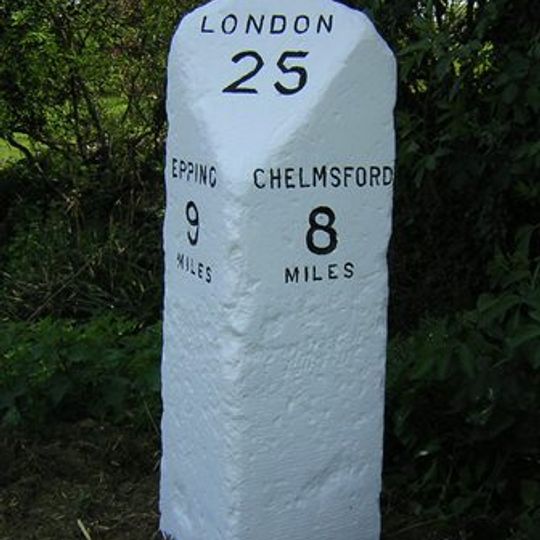 LONDON
25
EPPING
9
MILES
CHELMSFORD
8
MILES